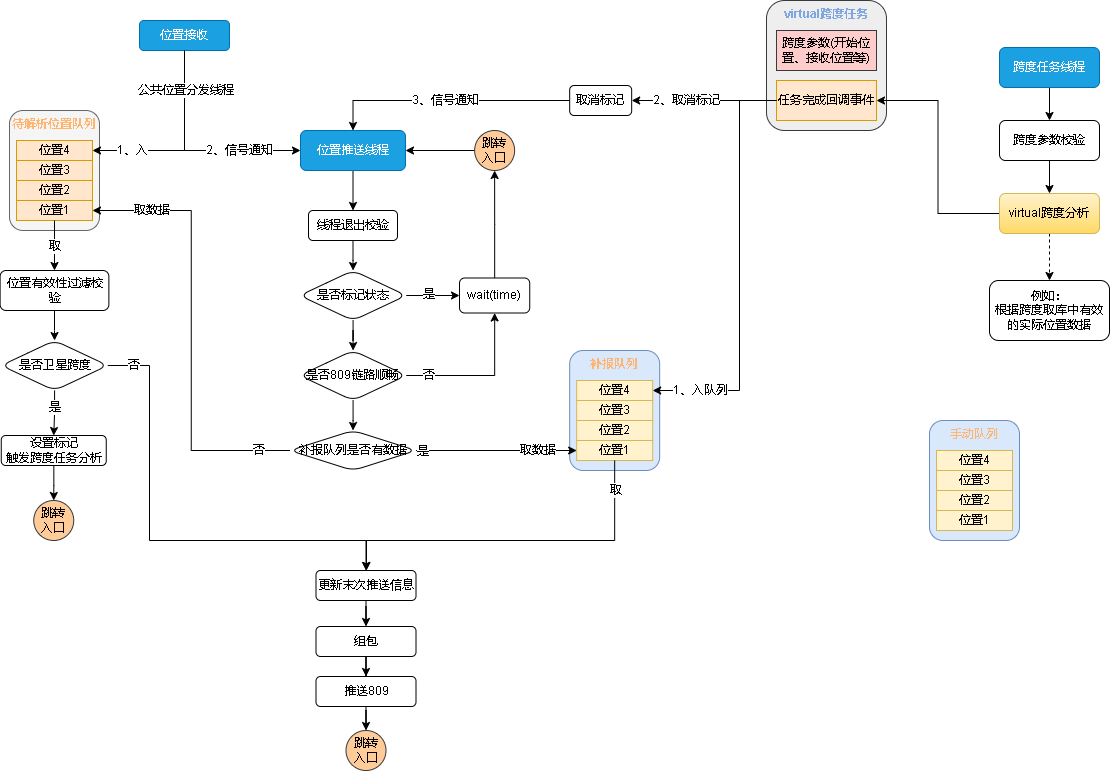 位置接收
公共位置分发线程
待解析位置队列
位置4
位置3
位置2
位置1
1、入
2、信号通知
取数据
取
位置有效性过滤校
验
是否卫星跨度
否
是
设置标记
触发跨度任务分析
跳转
入口
3、信号通知
取消标记
2、取消标记
位置推送线程
跳转
入口
线程退出校验
是否标记状态
是
wait(time)
是否809链路顺畅
否
补报队列是否有数据
否
是
取数据
补报队列
位置4
位置3
位置2
位置1
1、入队列
取
更新末次推送信息
组包
推送809
跳转
入口
virtual跨度任务
跨度参数(开始位
置、接收位置等)
任务完成回调事件
跨度任务线程
跨度参数校验
virtual跨度分析
例如：
根据跨度取库中有效
的实际位置数据
手动队列
位置4
位置3
位置2
位置1